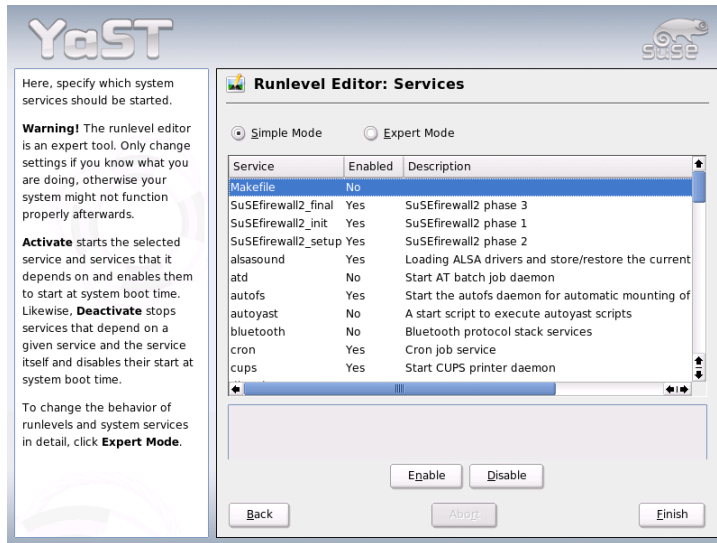 YaST
SUSE
Here, specify which system
services should be started.
Warning! The runlevel editor
is an expert tool. Only change
settings if you know what you
are doing, otherwise your
system might not function
properly afterwards.
Activate starts the selected
service and services that it
depends on and enables them
to start at system boot time.
Likewise, Deactivate stops
services that depend on a
given service and the service
itself and disables their start at
system boot time.
To change the behavior of
runlevels and system services
in detail, click Expert Mode.
Runlevel Editor: Services
Simple Mode Expert Mode
Service Enabled Description
Makefile No
SuSEfirewall2_final Yes SuSEfirewall2 phase 3
SuSEfirewall2_init Yes SuSEfirewall2 phase 1
SuSEfirewall2_setup Yes SuSEfirewall2 phase 2
alsasound Yes Loading ALSA drivers and store/restore the current
atd No Start AT batch job daemon
autofs Yes Start the autofs daemon for automatic mounting of
autoyast No A start script to execute autoyast scripts
bluetooth No Bluetooth protocol stack services
cron Yes Cron job service
cups Yes Start CUPS printer daemon
Enable Disable
Back Abort Finish